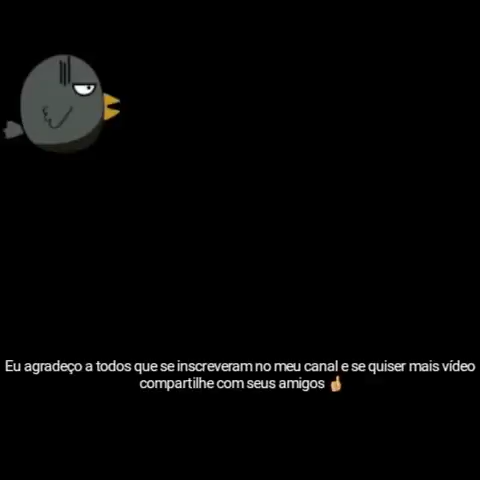 Eu agradeço a todos que se inscreveram no meu canal e se quiser mais vídeo
compartilhe com seus amigos ☝🏼